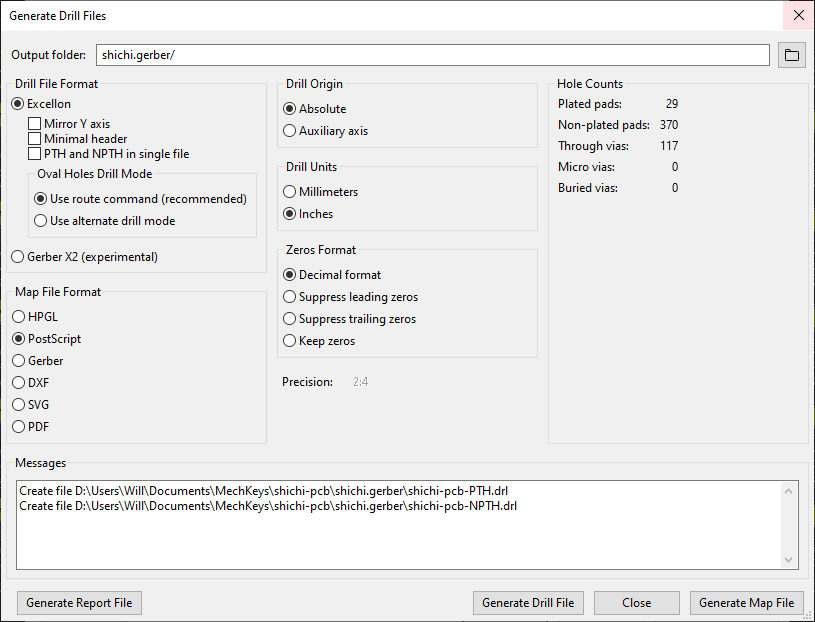 Generate Drill Files
Output folder: shichi.gerber/
Drill File Format
Excellon
Mirror Y axis
Minimal header
PTH and NPTH in single file
Oval Holes Drill Mode
Use route command (recommended)
Use alternate drill mode
Gerber X2 (experimental)
Map File Format
HPGL
PostScript
Gerber
DXF
SVG
PDF
Drill Origin
Absolute
Auxiliary axis
Drill Units
Millimeters
Inches
Zeros Format
Decimal format
Suppress leading zeros
Suppress trailing zeros
Keep zeros
Precision: 2:4
Hole Counts
Plated pads: 29
Non-plated pads: 370
Through vias: 117
Micro vias: 0
Buried vias: 0
Messages
Create file D:\Users\Will\Documents\MechKeys\shichi-pcb\shichi.gerber\shichi-pcb-PTH.drl
Create file D:\Users\Will\Documents\MechKeys\shichi-pcb\shichi.gerber\shichi-pcb-NPTH.drl
Generate Report File
Generate Drill File
Close
Generate Map File